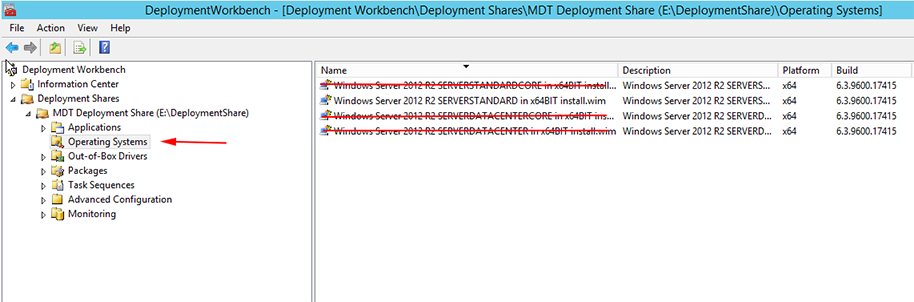 DeploymentWorkbench - [Deployment Workbench\Deployment Shares\MDT Deployment Share (E:\DeploymentShare)\Operating Systems]
File Action View Help
Deployment Workbench
Information Center
Deployment Shares
MDT Deployment Share (E:\DeploymentShare)
Applications
Operating Systems
Out-of-Box Drivers
Packages
Task Sequences
Advanced Configuration
Monitoring
Name Description Platform Build
Windows Server 2012 R2 SERVERSTANDARDCORE in x64BIT install... Windows Server 2012 R2 SERVERS... x64 6.3.9600.17415
Windows Server 2012 R2 SERVERSTANDARD in x64BIT install.wim Windows Server 2012 R2 SERVERS... x64 6.3.9600.17415
Windows Server 2012 R2 SERVERDATACENTERCORE in x64BIT ins... Windows Server 2012 R2 SERVERD... x64 6.3.9600.17415
Windows Server 2012 R2 SERVERDATACENTER in x64BIT install.wim Windows Server 2012 R2 SERVERD... x64 6.3.9600.17415